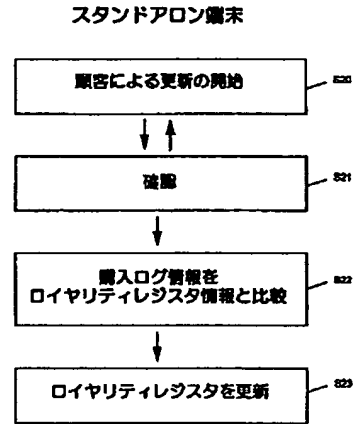 スタンドアロン端末
顧客による更新の開始
S20
確認
S21
購入ログ情報を
ロイヤリティレジスタ情報と比較
S22
ロイヤリティレジスタを更新
S23